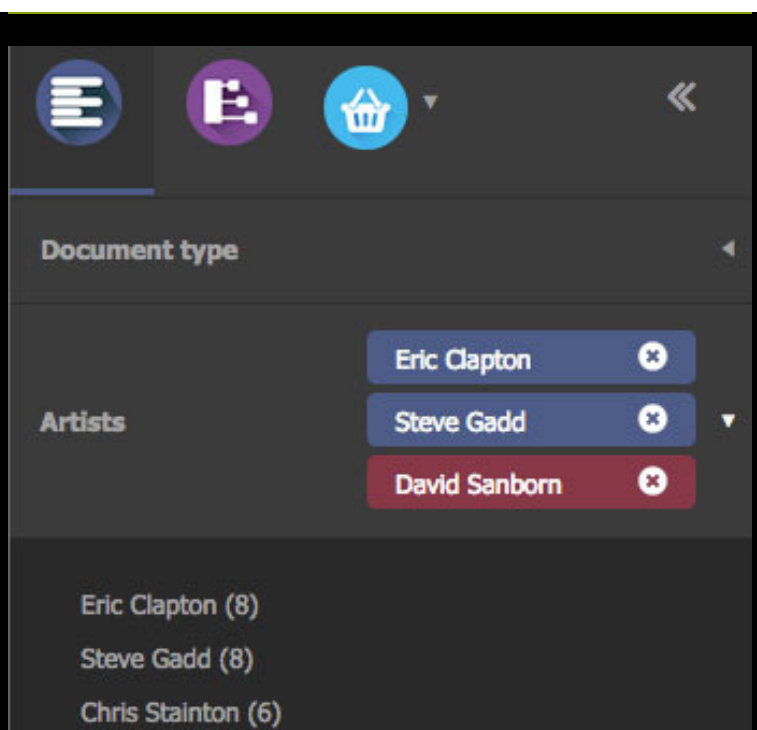 Document type
Eric Clapton
Artists
Steve Gadd
David Sanborn
Eric Clapton (8)
Steve Gadd (8)
Chris Stainton (6)